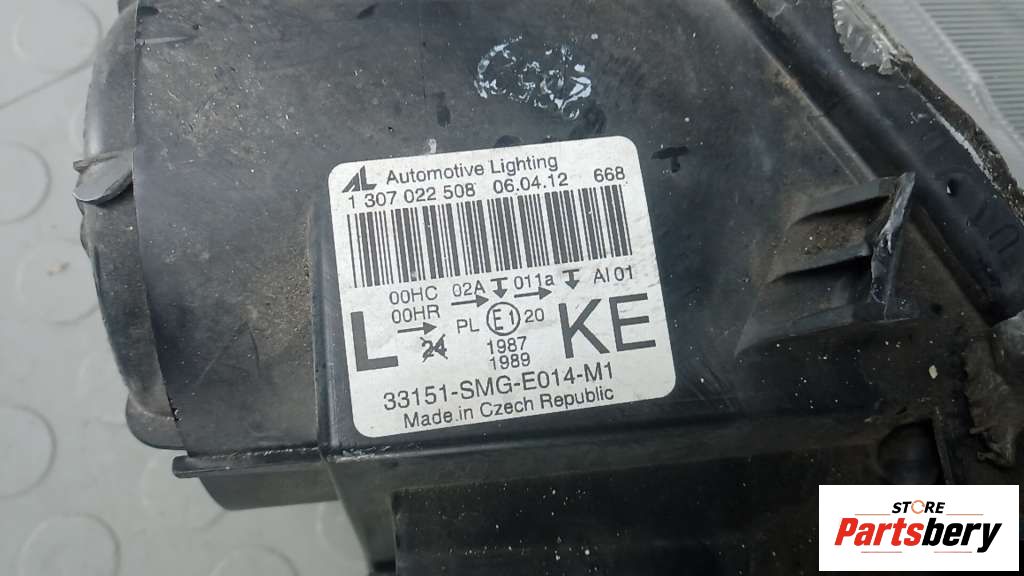 AL Automotive Lighting
1 307 022 508 06.04.12 668
00HC 02A 011a AI 01
00HR PL E1 20
L 24 KE
1987
1989
33151-SMG-E014-M1
Made in Czech Republic
STORE
Partsbery